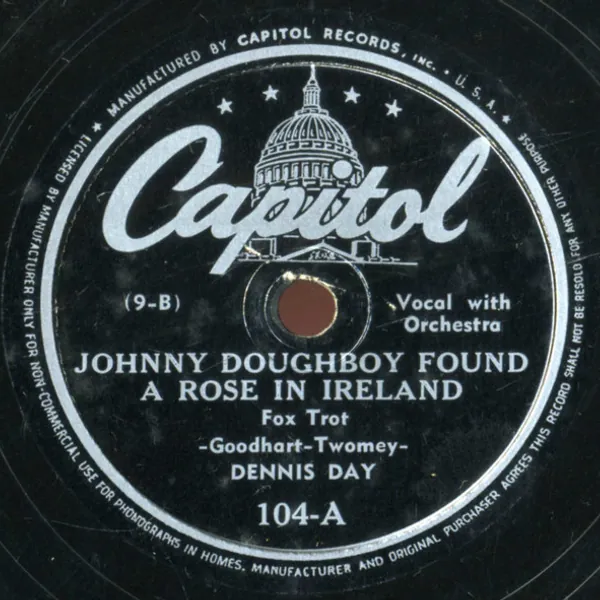 MANUFACTURED BY CAPITOL RECORDS, INC. • U.S.A.
Capitol
(9-B)
Vocal with
Orchestra
JOHNNY DOUGHBOY FOUND
A ROSE IN IRELAND
Fox Trot
-Goodhart-Twomey-
DENNIS DAY
104-A
LICENSED BY MANUFACTURER ONLY FOR NON-COMMERCIAL USE FOR PHONOGRAPHS IN HOMES. MANUFACTURER AND ORIGINAL PURCHASER AGREES THIS RECORD SHALL NOT BE RESOLD FOR ANY OTHER PURPOSE